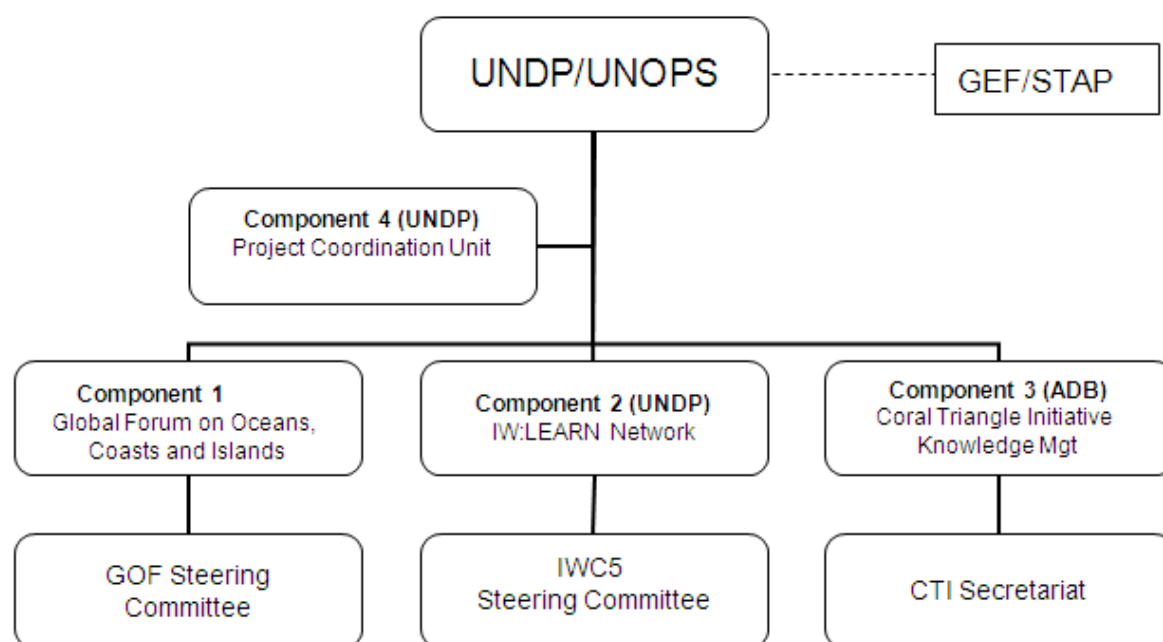 UNDP/UNOPS
GEF/STAP
Component 4 (UNDP)
Project Coordination Unit
Component 1
Global Forum on Oceans,
Coasts and Islands
Component 2 (UNDP)
IW:LEARN Network
Component 3 (ADB)
Coral Triangle Initiative
Knowledge Mgt
GOF Steering
Committee
IWC5
Steering Committee
CTI Secretariat